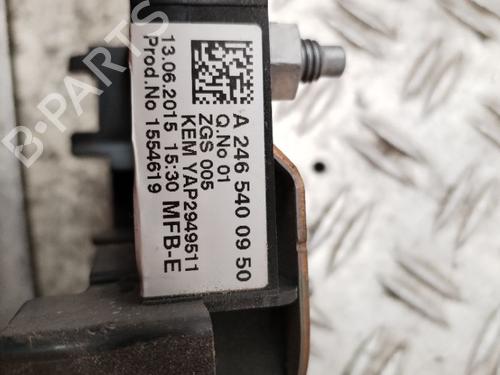 A 246 540 09 50
Q.No 01
ZGS 005
KEM YAP2949511
13.06.2015 15:30 MFB-E
Prod.No 1554619